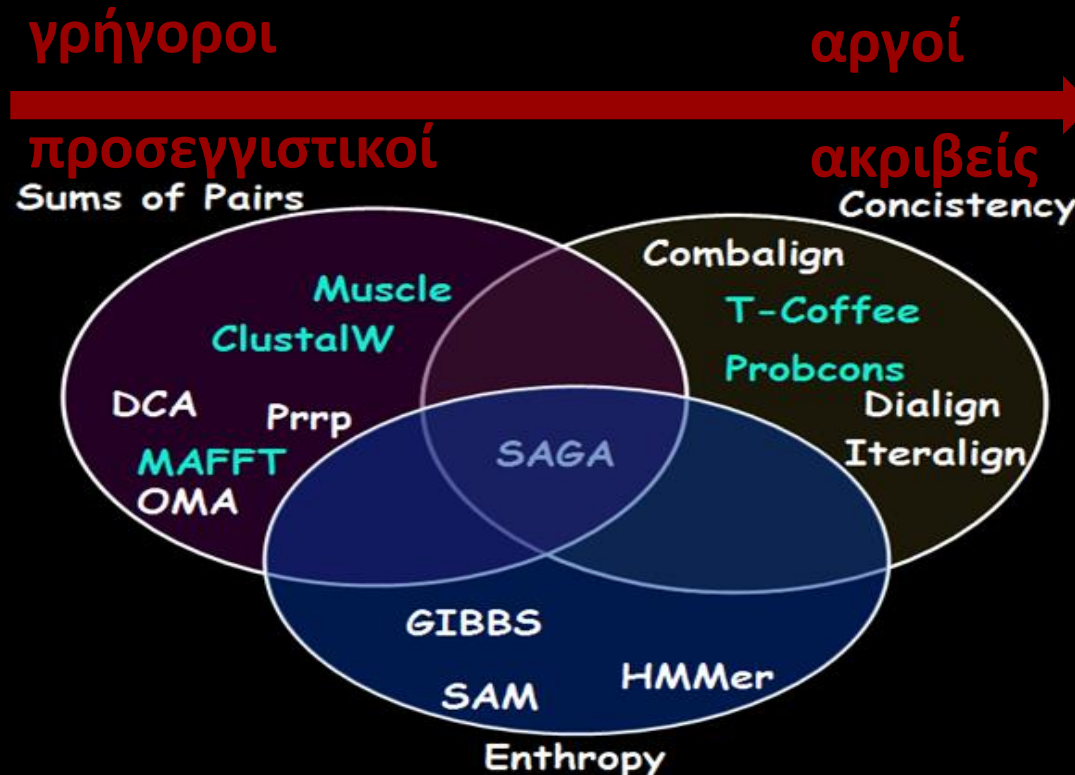 γρήγοροι αργοί
προσεγγιστικοί ακριβείς
Sums of Pairs
Concistency
Combalign
Muscle
T-Coffee
ClustalW
Probcons
DCA
Prrp
Dialign
MAFFT
SAGA
Iteralign
OMA
GIBBS
HMMer
SAM
Enthropy